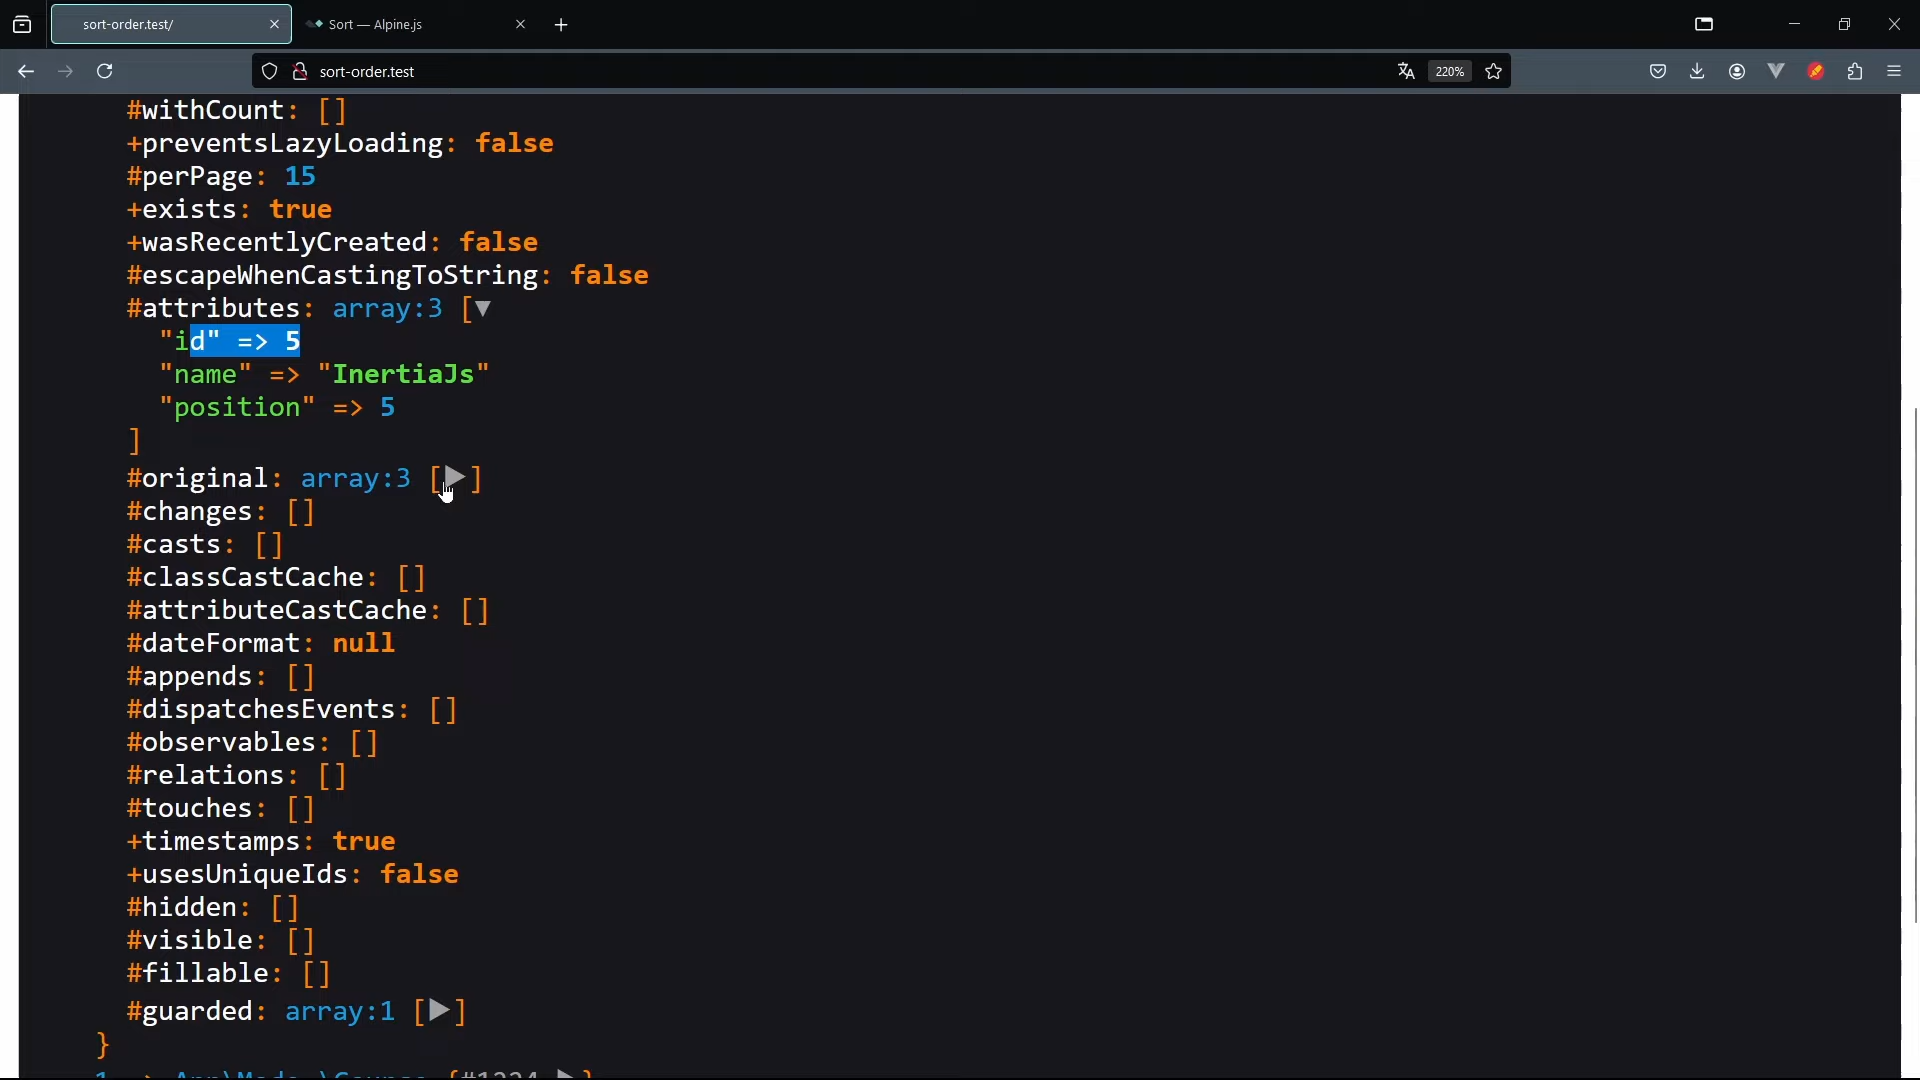 sort-order.test/
Sort — Alpine.js
sort-order.test
220%
#withCount: []
+preventsLazyLoading: false
#perPage: 15
+exists: true
+wasRecentlyCreated: false
#escapeWhenCastingToString: false
#attributes: array:3 [▼
"id" => 5
"name" => "InertiaJs"
"position" => 5
]
#original: array:3 [▶]
#changes: []
#casts: []
#classCastCache: []
#attributeCastCache: []
#dateFormat: null
#appends: []
#dispatchesEvents: []
#observables: []
#relations: []
#touches: []
+timestamps: true
+usesUniqueIds: false
#hidden: []
#visible: []
#fillable: []
#guarded: array:1 [▶]
}